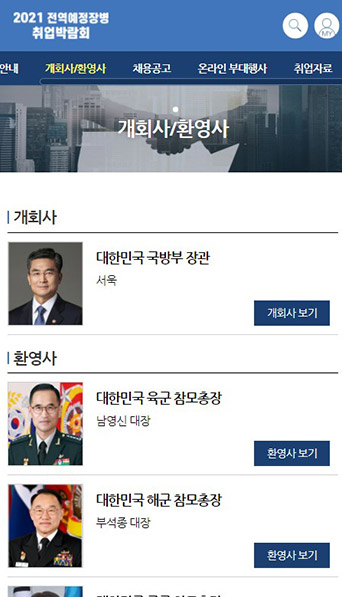 2021 전역예정장병
취업박람회
MY
안내 개회사/환영사 채용공고 온라인 부대행사 취업자료
개회사/환영사
개회사
대한민국 국방부 장관
서욱
개회사 보기
환영사
대한민국 육군 참모총장
남영신 대장
환영사 보기
대한민국 해군 참모총장
부석종 대장
환영사 보기